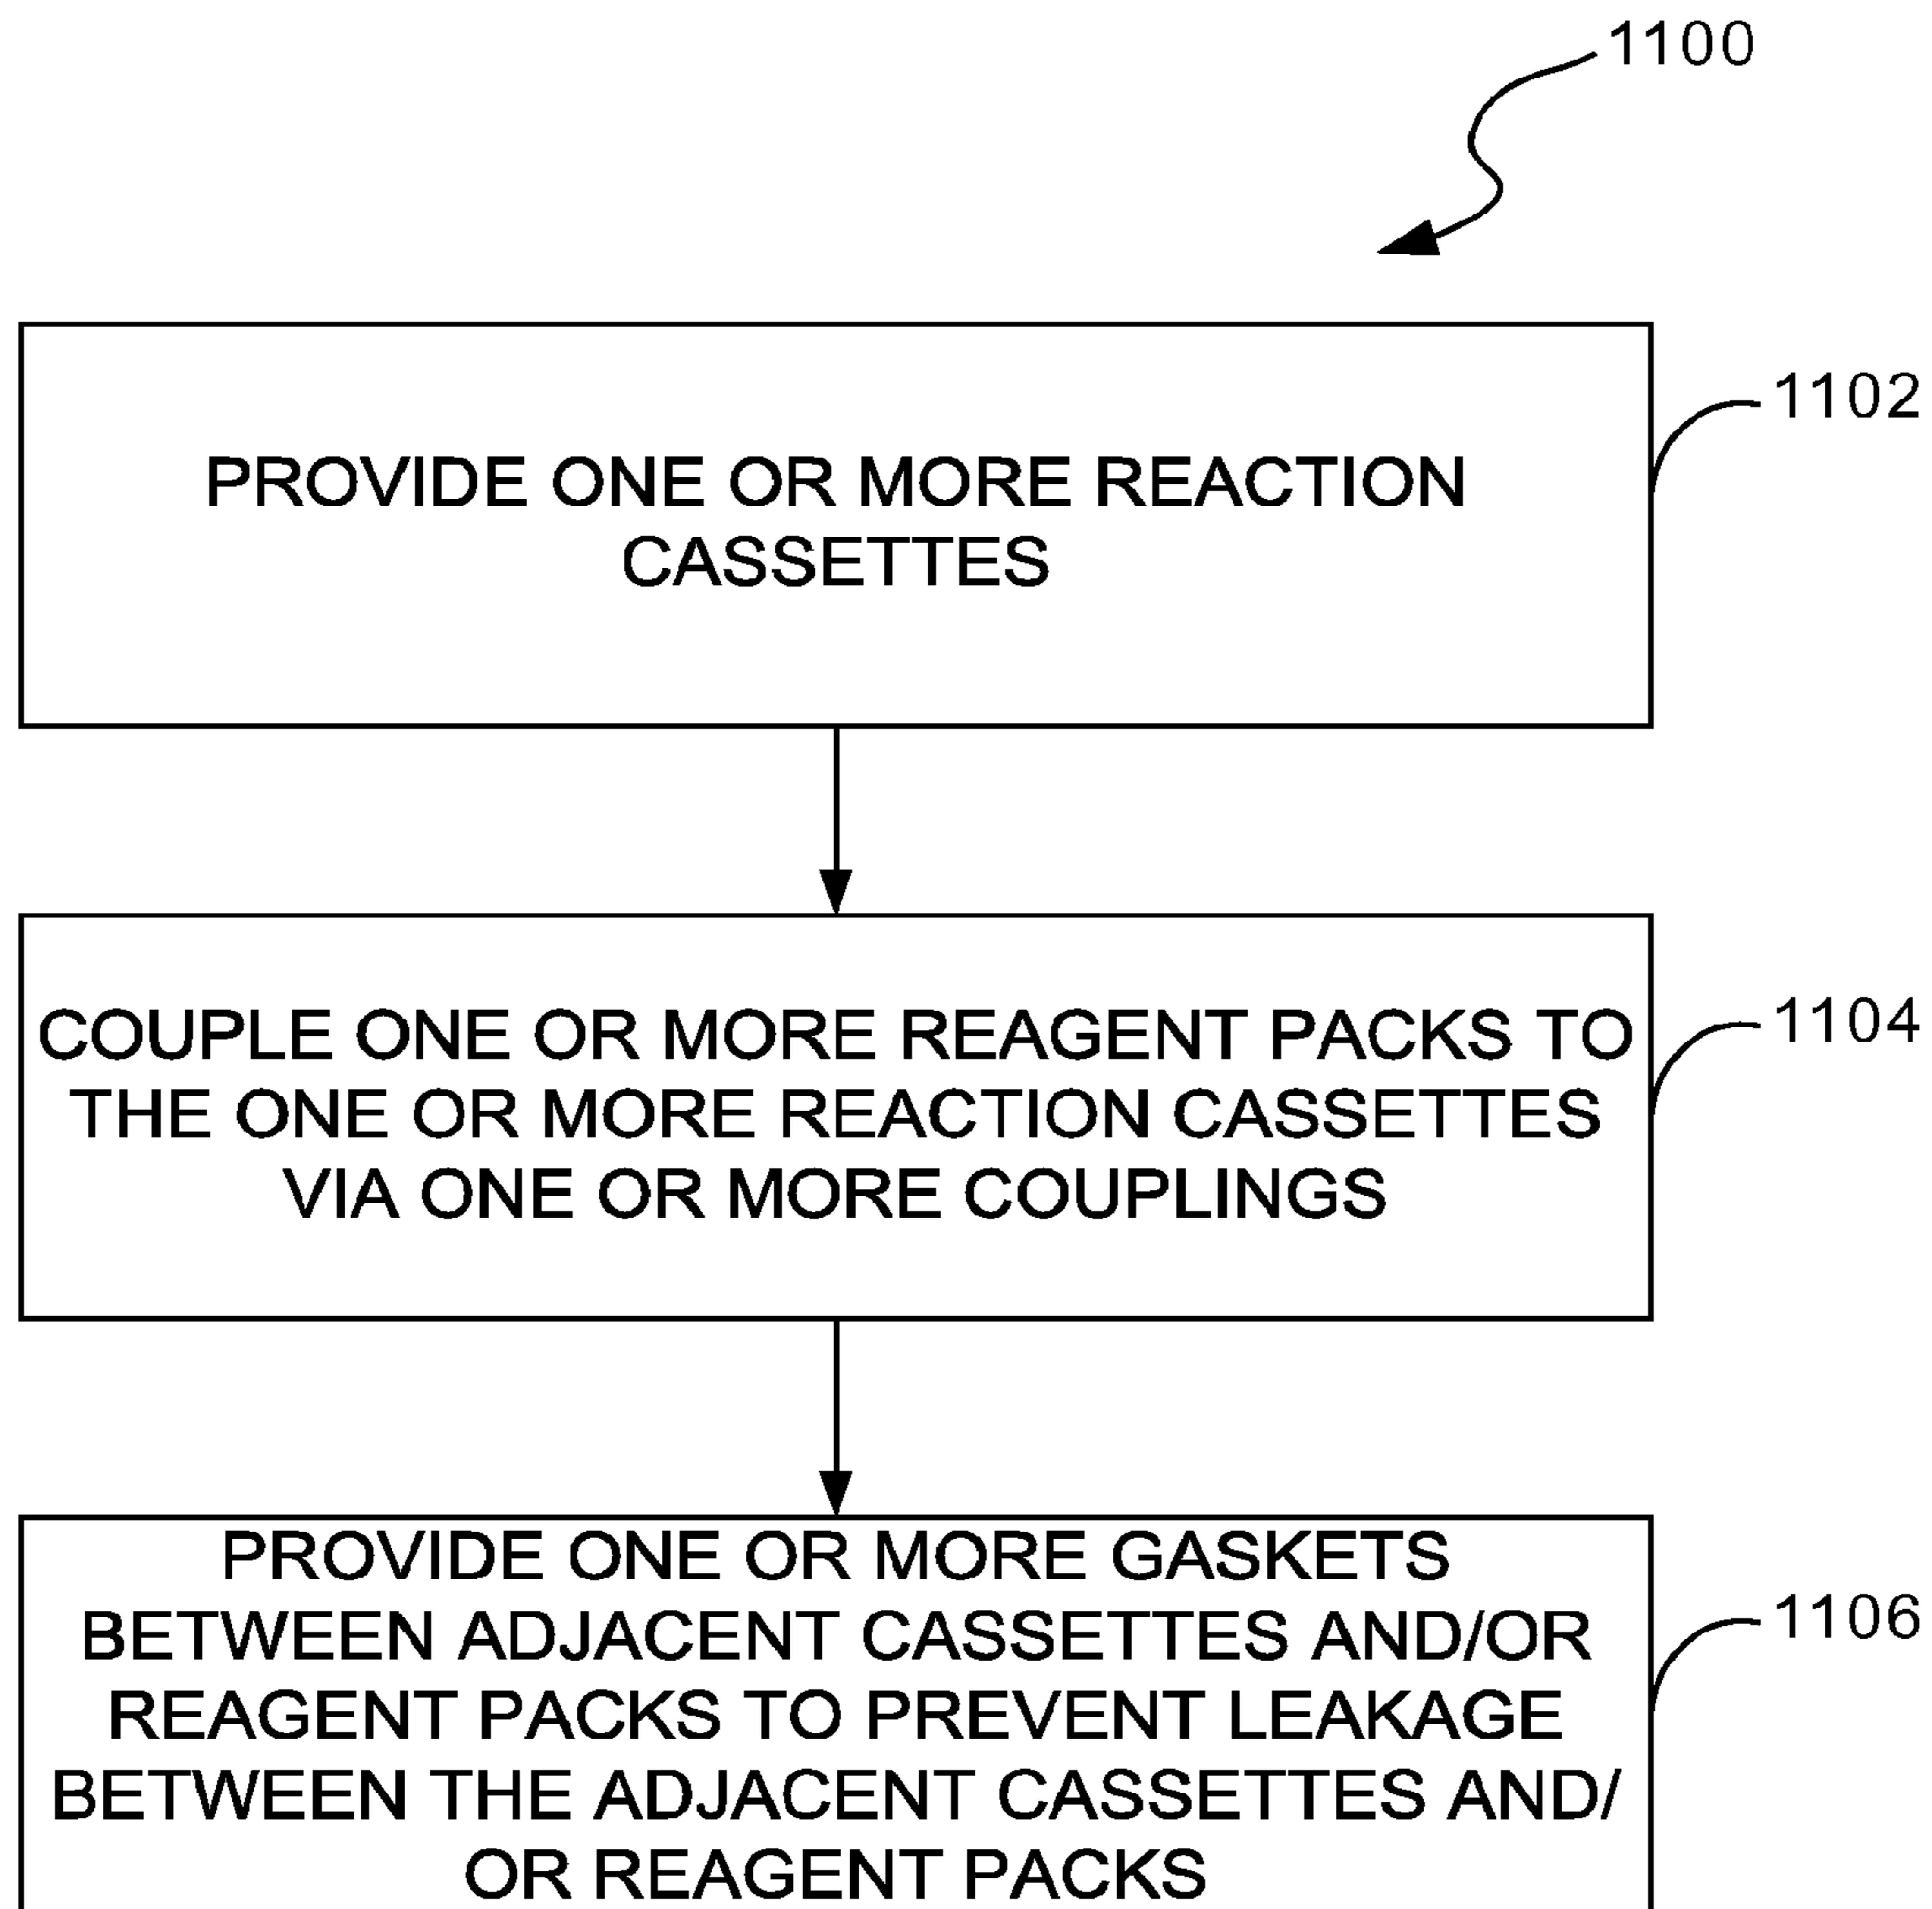 1100
1102
PROVIDE ONE OR MORE REACTION
CASSETTES
1104
COUPLE ONE OR MORE REAGENT PACKS TO
THE ONE OR MORE REACTION CASSETTES
VIA ONE OR MORE COUPLINGS
PROVIDE ONE OR MORE GASKETS
1106
BETWEEN ADJACENT CASSETTES AND/OR
REAGENT PACKS TO PREVENT LEAKAGE
BETWEEN THE ADJACENT CASSETTES AND/
OR REAGENT PACKS